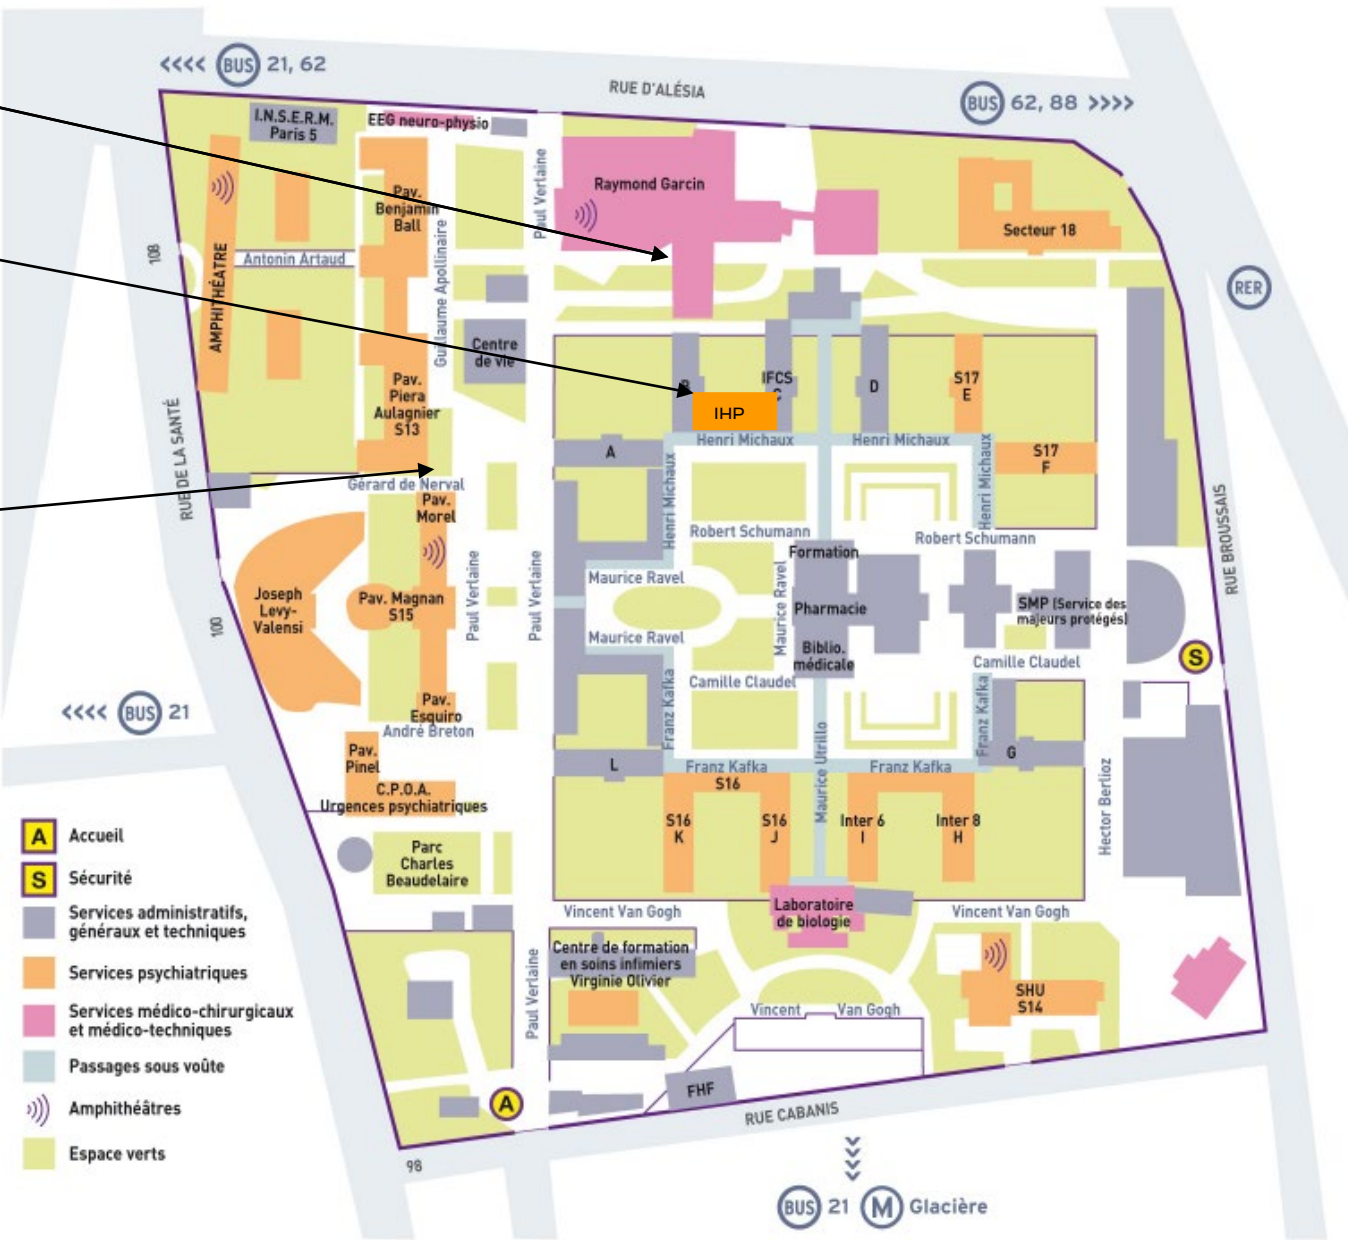 <<<< BUS 21, 62
RUE D'ALÉSIA
BUS 62, 88 >>>>
I.N.S.E.R.M.
Paris 5
EEG neuro-physio
Paul Verlaine
Raymond Garcin
Pav.
Benjamin
Ball
Secteur 18
108
AMPHITHÉATRE
Antonin Artaud
Guillaume Apollinaire
RER
Centre
de vie
Pav.
Piera
Aulagnier
S13
B
IFCS
C
D
S17
E
IHP
Henri Michaux
Henri Michaux
A
S17
F
RUE DE LA SANTÉ
Gérard de Nerval
Pav.
Morel
Henri Michaux
Henri Michaux
Robert Schumann
Robert Schumann
RUE BROUSSAIS
Formation
Maurice Ravel
Maurice Ravel
Paul Verlaine
Paul Verlaine
Joseph
Levy-
Valensi
Pav. Magnan
S15
Pharmacie
SMP (Service des
majeurs protégés)
100
Maurice Ravel
Biblio.
médicale
S
Camille Claudel
Camille Claudel
<<<< BUS 21
Pav.
Esquiro
André Breton
Franz Kafka
Franz Kafka
Maurice Utrillo
Pav.
Pinel
L
G
Franz Kafka
Franz Kafka
S16
C.P.O.A.
Urgences psychiatriques
Hector Berlioz
S16
K
S16
J
Inter 6
I
Inter 8
H
Parc
Charles
Beaudelaire
Vincent Van Gogh
Laboratoire
de biologie
Vincent Van Gogh
Paul Verlaine
Centre de formation
en soins infimiers
Virginie Olivier
SHU
S14
Vincent Van Gogh
FHF
A
RUE CABANIS
98
BUS 21 M Glacière
A Accueil
S Sécurité
Services administratifs,
généraux et techniques
Services psychiatriques
Services médico-chirurgicaux
et médico-techniques
Passages sous voûte
Amphithéâtres
Espace verts